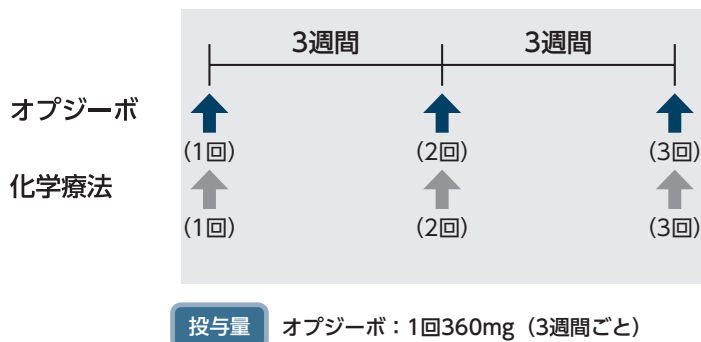 3週間 3週間
オプジーボ
(1回) (2回) (3回)
化学療法
(1回) (2回) (3回)
投与量 オプジーボ：1回360mg（3週間ごと）